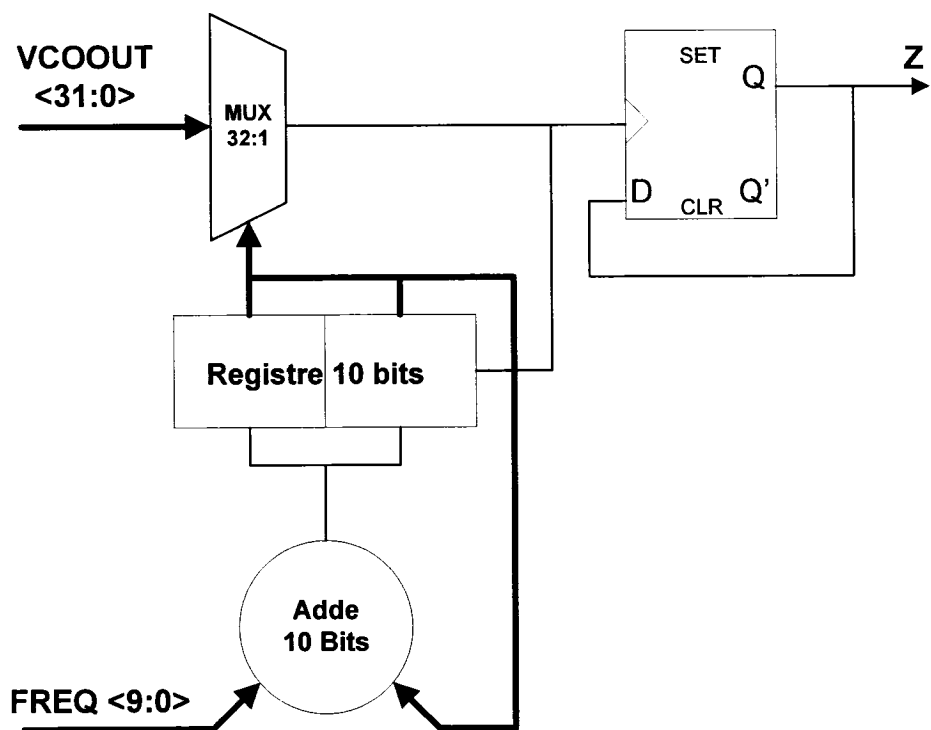 VCOOUT
<31:0>
MUX
32:1
SET
Q
Z
D
Q'
CLR
Registre 10 bits
Adde
10 Bits
FREQ <9:0>